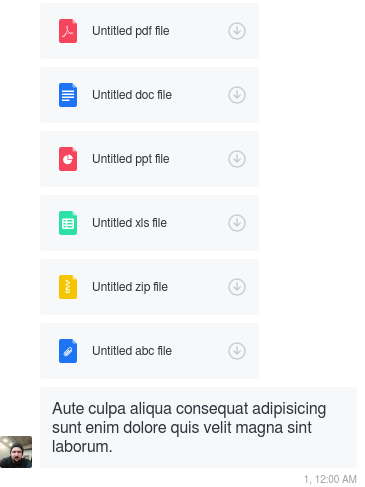 Untitled pdf file
Untitled doc file
Untitled ppt file
Untitled xls file
Untitled zip file
Untitled abc file
Aute culpa aliqua consequat adipisicing
sunt enim dolore quis velit magna sint
laborum.
1, 12:00 AM